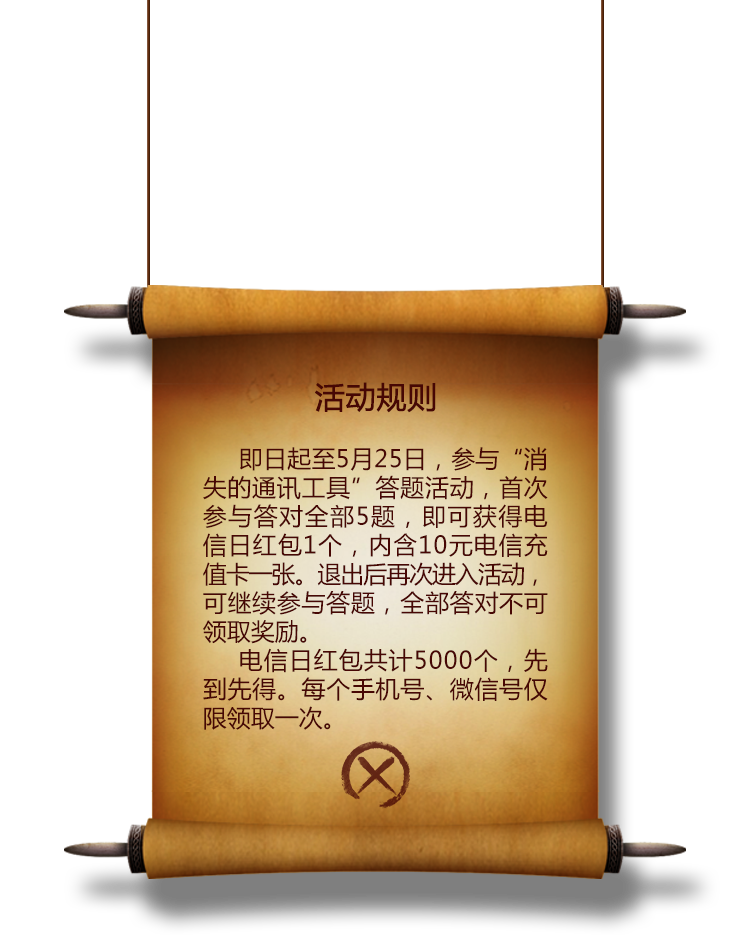 活动规则
即日起至5月25日，参与“消
失的通讯工具”答题活动，首次
参与答对全部5题，即可获得电
信日红包1个，内含10元电信充
值卡一张。退出后再次进入活动，
可继续参与答题，全部答对不可
领取奖励。
电信日红包共计5000个，先
到先得。每个手机号、微信号仅
限领取一次。